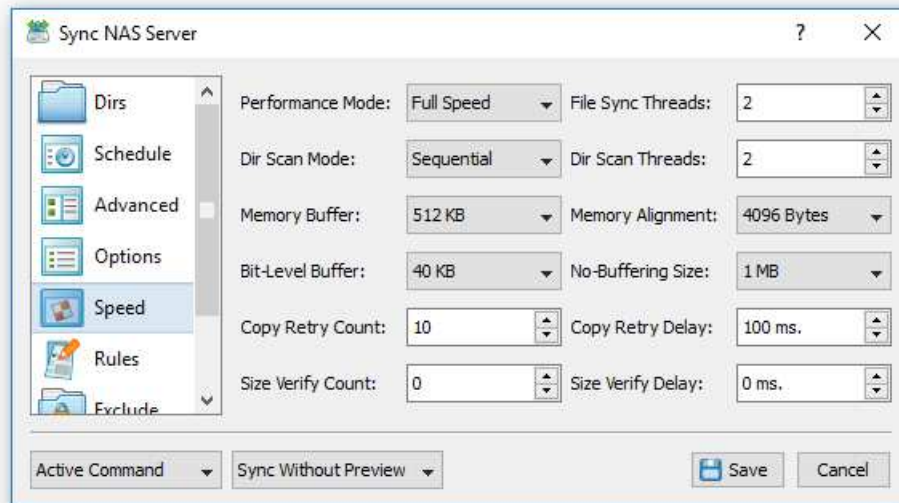 Sync NAS Server
?
Dirs
Schedule
Advanced
Options
Speed
Rules
Exclude
Performance Mode: Full Speed File Sync Threads: 2
Dir Scan Mode: Sequential Dir Scan Threads: 2
Memory Buffer: 512 KB Memory Alignment: 4096 Bytes
Bit-Level Buffer: 40 KB No-Buffering Size: 1 MB
Copy Retry Count: 10 Copy Retry Delay: 100 ms.
Size Verify Count: 0 Size Verify Delay: 0 ms.
Active Command Sync Without Preview Save Cancel